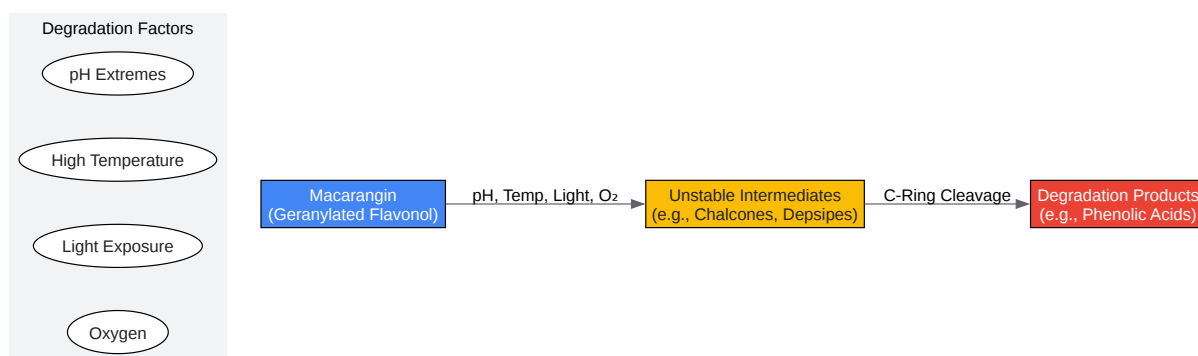 Degradation Factors
pH Extremes
High Temperature
Light Exposure
Oxygen
Macarangin
(Geranylated Flavonol)
pH, Temp, Light, O₂
Unstable Intermediates
(e.g., Chalcones, Depsipes)
C-Ring Cleavage
Degradation Products
(e.g., Phenolic Acids)